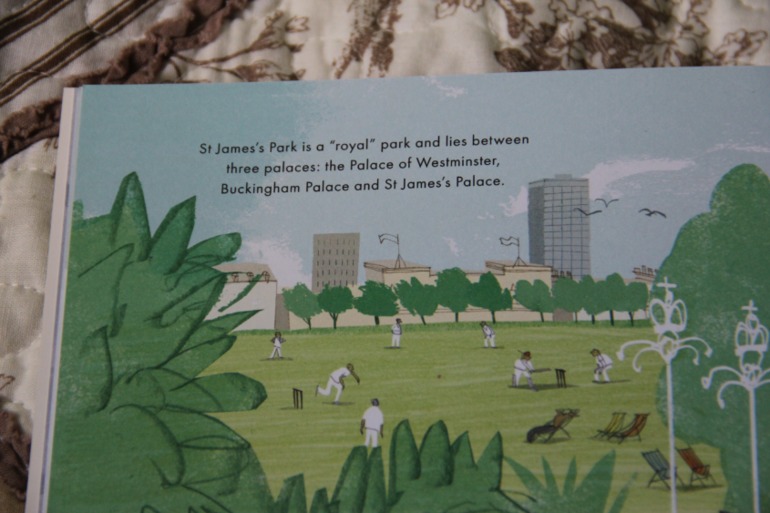 St James's Park is a "royal" park and lies between
three palaces: the Palace of Westminster,
Buckingham Palace and St James's Palace.